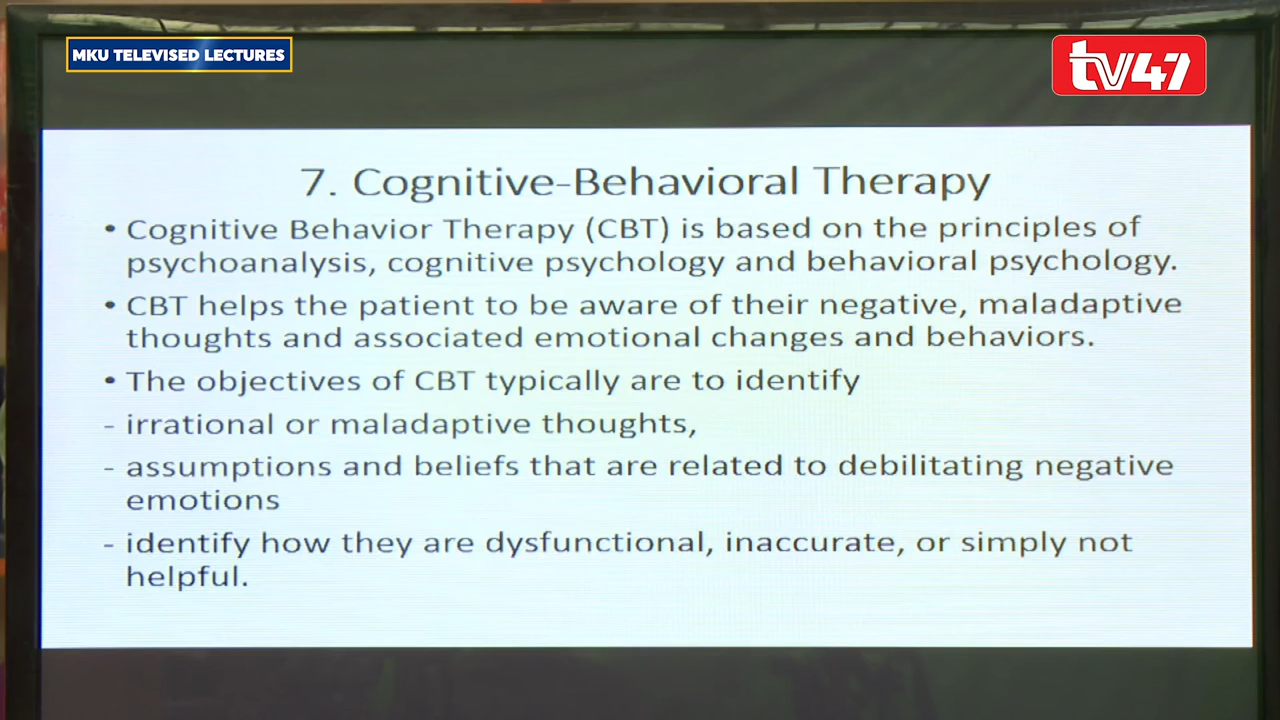 MKU TELEVISED LECTURES
tv47
7. Cognitive-Behavioral Therapy
• Cognitive Behavior Therapy (CBT) is based on the principles of
psychoanalysis, cognitive psychology and behavioral psychology.
• CBT helps the patient to be aware of their negative, maladaptive
thoughts and associated emotional changes and behaviors.
• The objectives of CBT typically are to identify
- irrational or maladaptive thoughts,
- assumptions and beliefs that are related to debilitating negative
emotions
- identify how they are dysfunctional, inaccurate, or simply not
helpful.